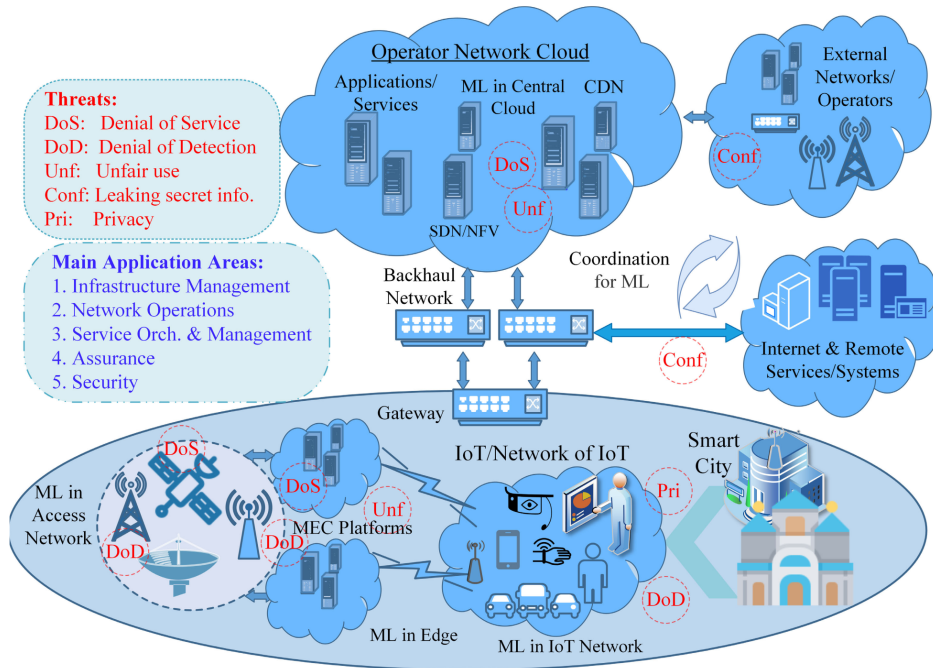 Operator Network Cloud
Applications/
Services
ML in Central
Cloud
CDN
DoS
Unf
SDN/NFV
External
Networks/
Operators
Conf
Threats:
DoS: Denial of Service
DoD: Denial of Detection
Unf: Unfair use
Conf: Leaking secret info.
Pri: Privacy
Main Application Areas:
1. Infrastructure Management
2. Network Operations
3. Service Orch. & Management
4. Assurance
5. Security
Backhaul
Network
Coordination
for ML
Conf
Internet & Remote
Services/Systems
Gateway
DoS
ML in
Access
Network
DoD
DoD
DoS
Unf
MEC Platforms
ML in Edge
IoT/Network of IoT
ML in IoT Network
Pri
DoD
Smart
City